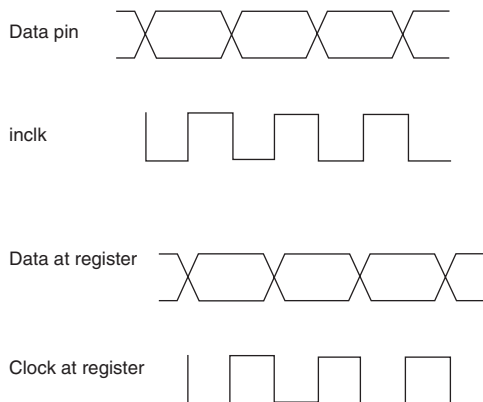 Data pin
inclk
Data at register
Clock at register